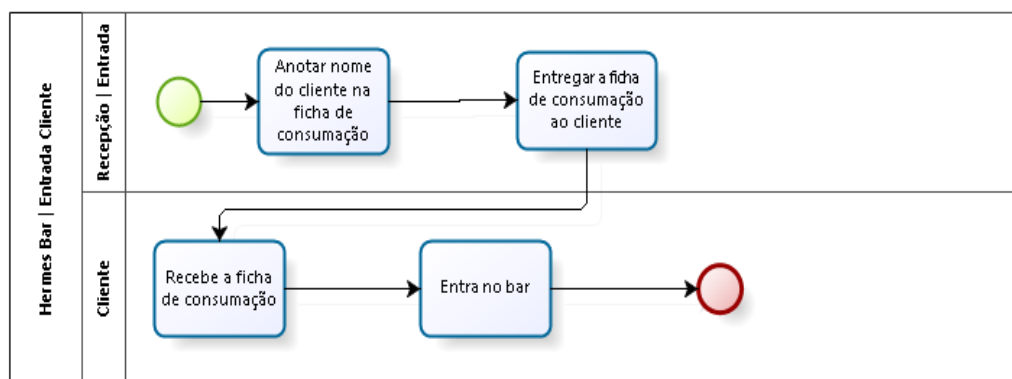 Hermes Bar | Entrada Cliente
Recepção | Entrada
Anotar nome
do cliente na
ficha de
consumação
Entregar a ficha
de consumação
ao cliente
Cliente
Recebe a ficha
de consumação
Entra no bar